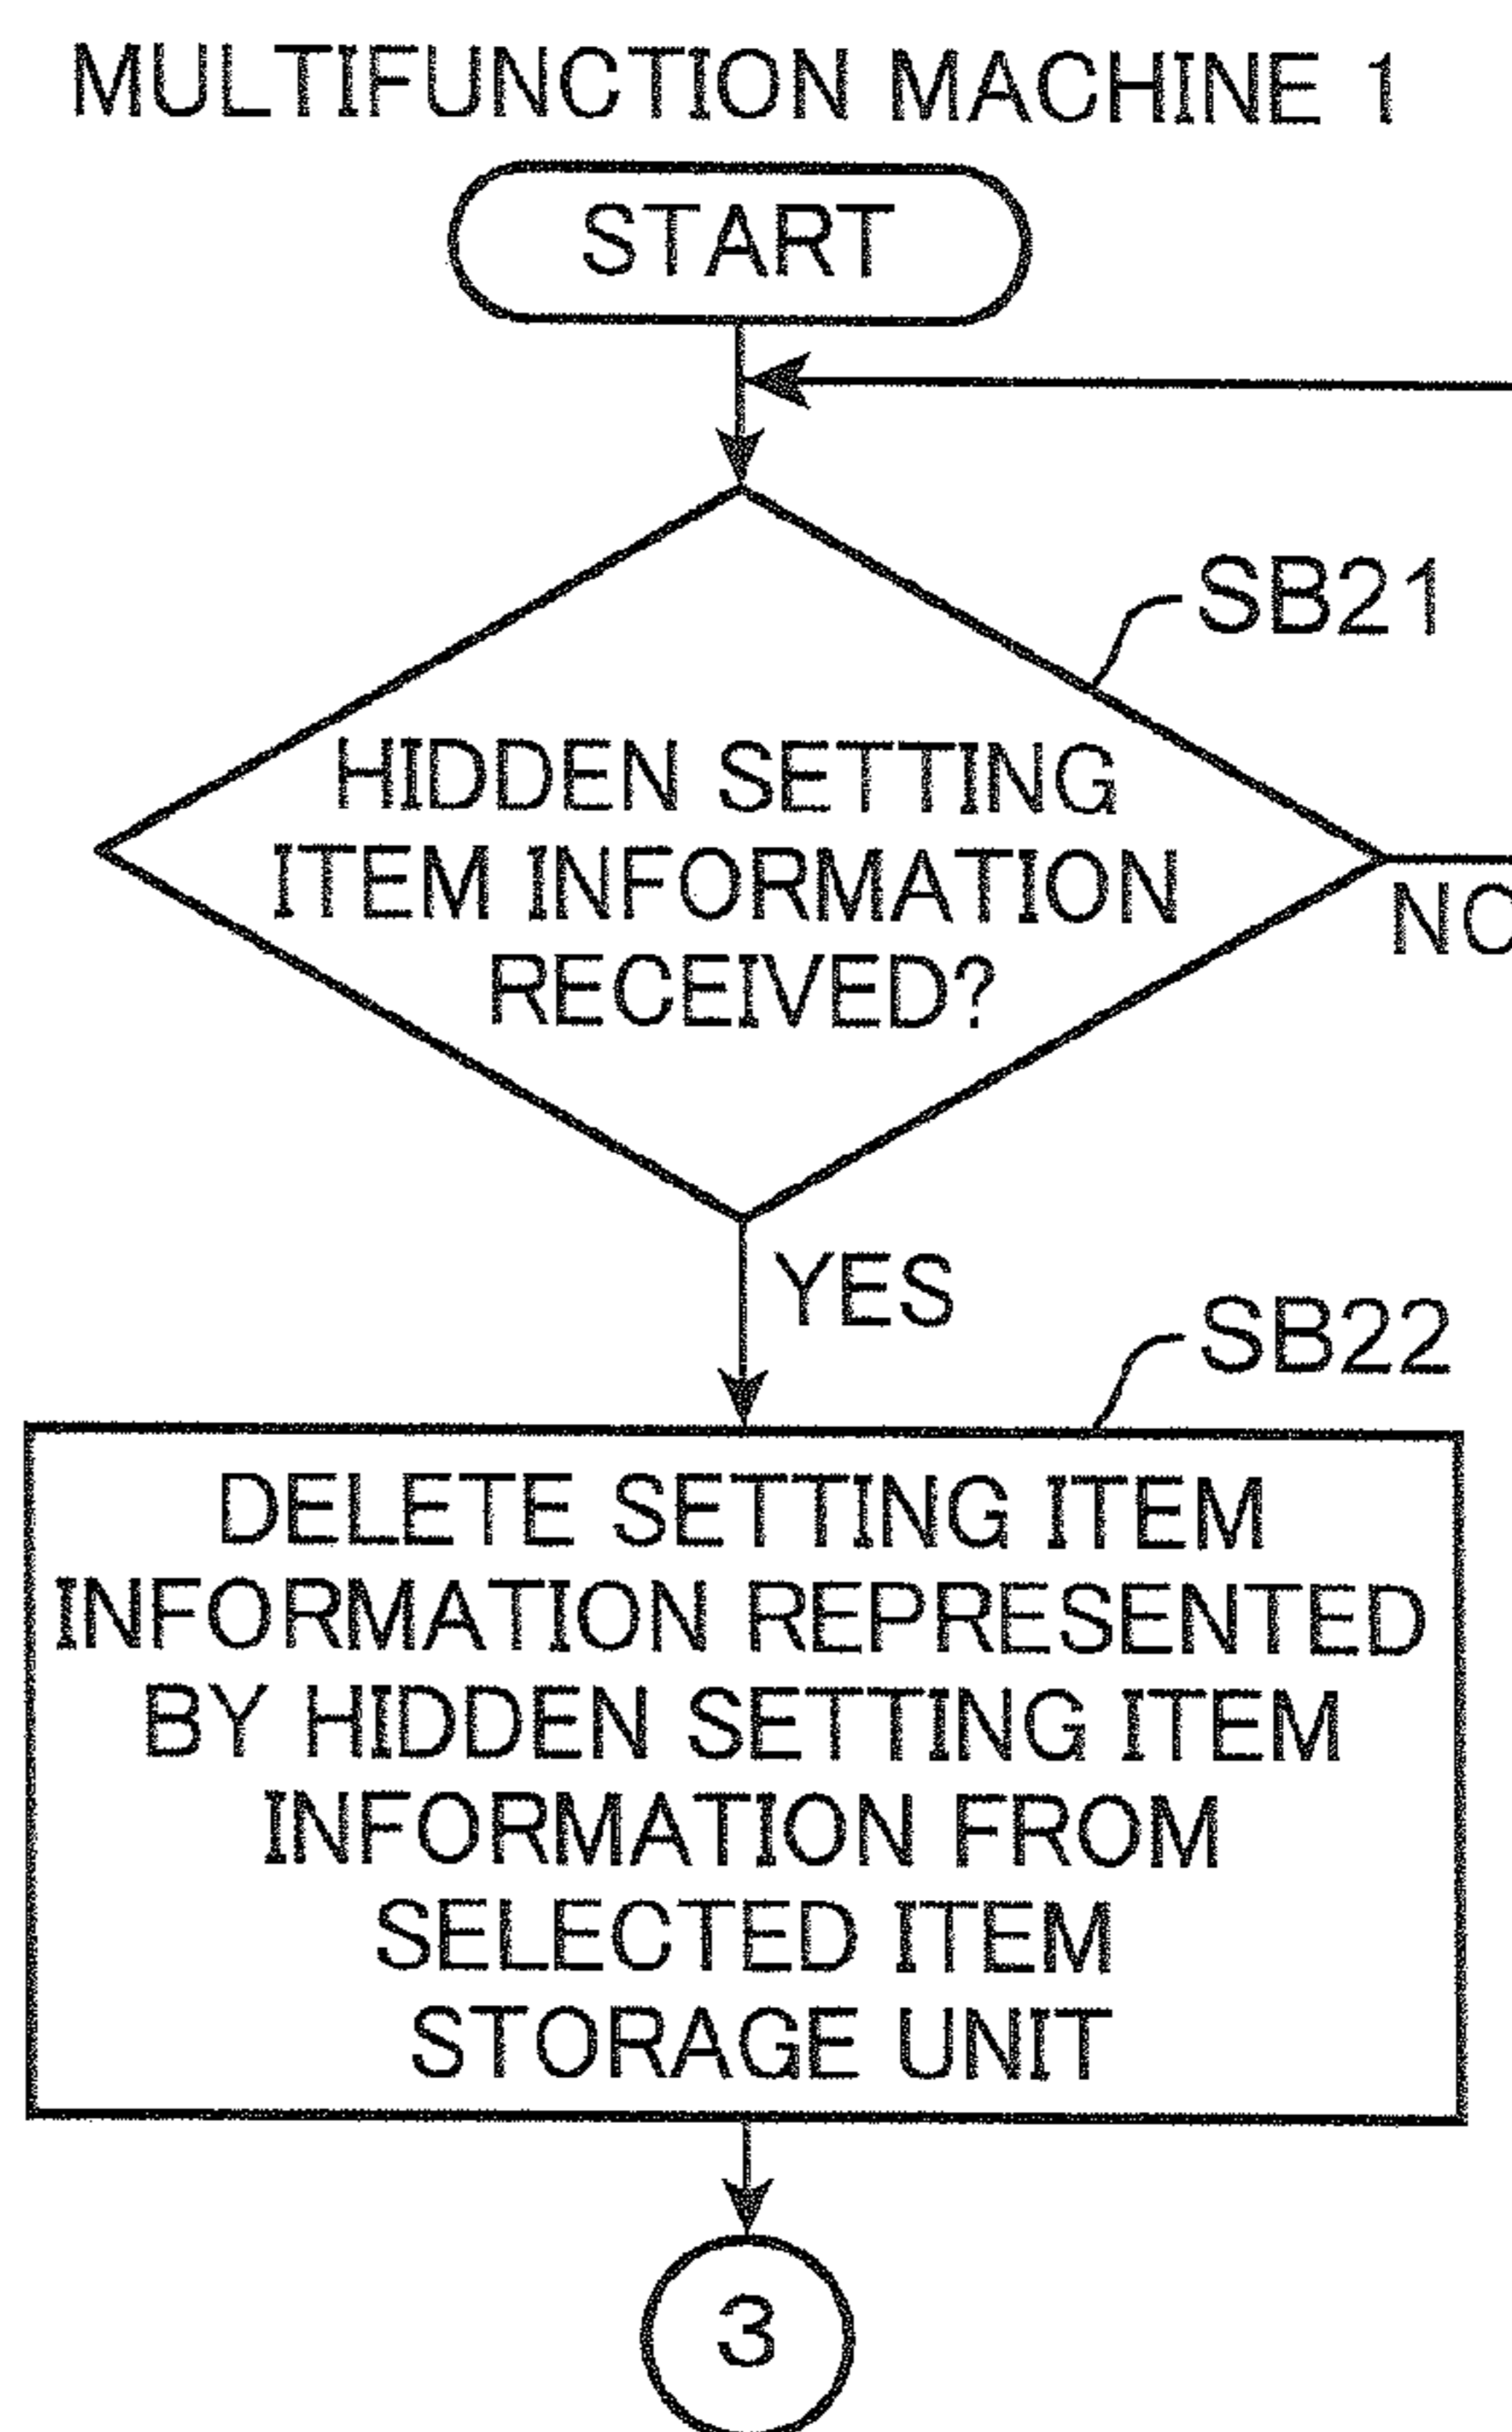 MULTIFUNCTION MACHINE 1
START
SB21
HIDDEN SETTING
ITEM INFORMATION
RECEIVED?
NO
YES
SB22
DELETE SETTING ITEM
INFORMATION REPRESENTED
BY HIDDEN SETTING ITEM
INFORMATION FROM
SELECTED ITEM
STORAGE UNIT
3